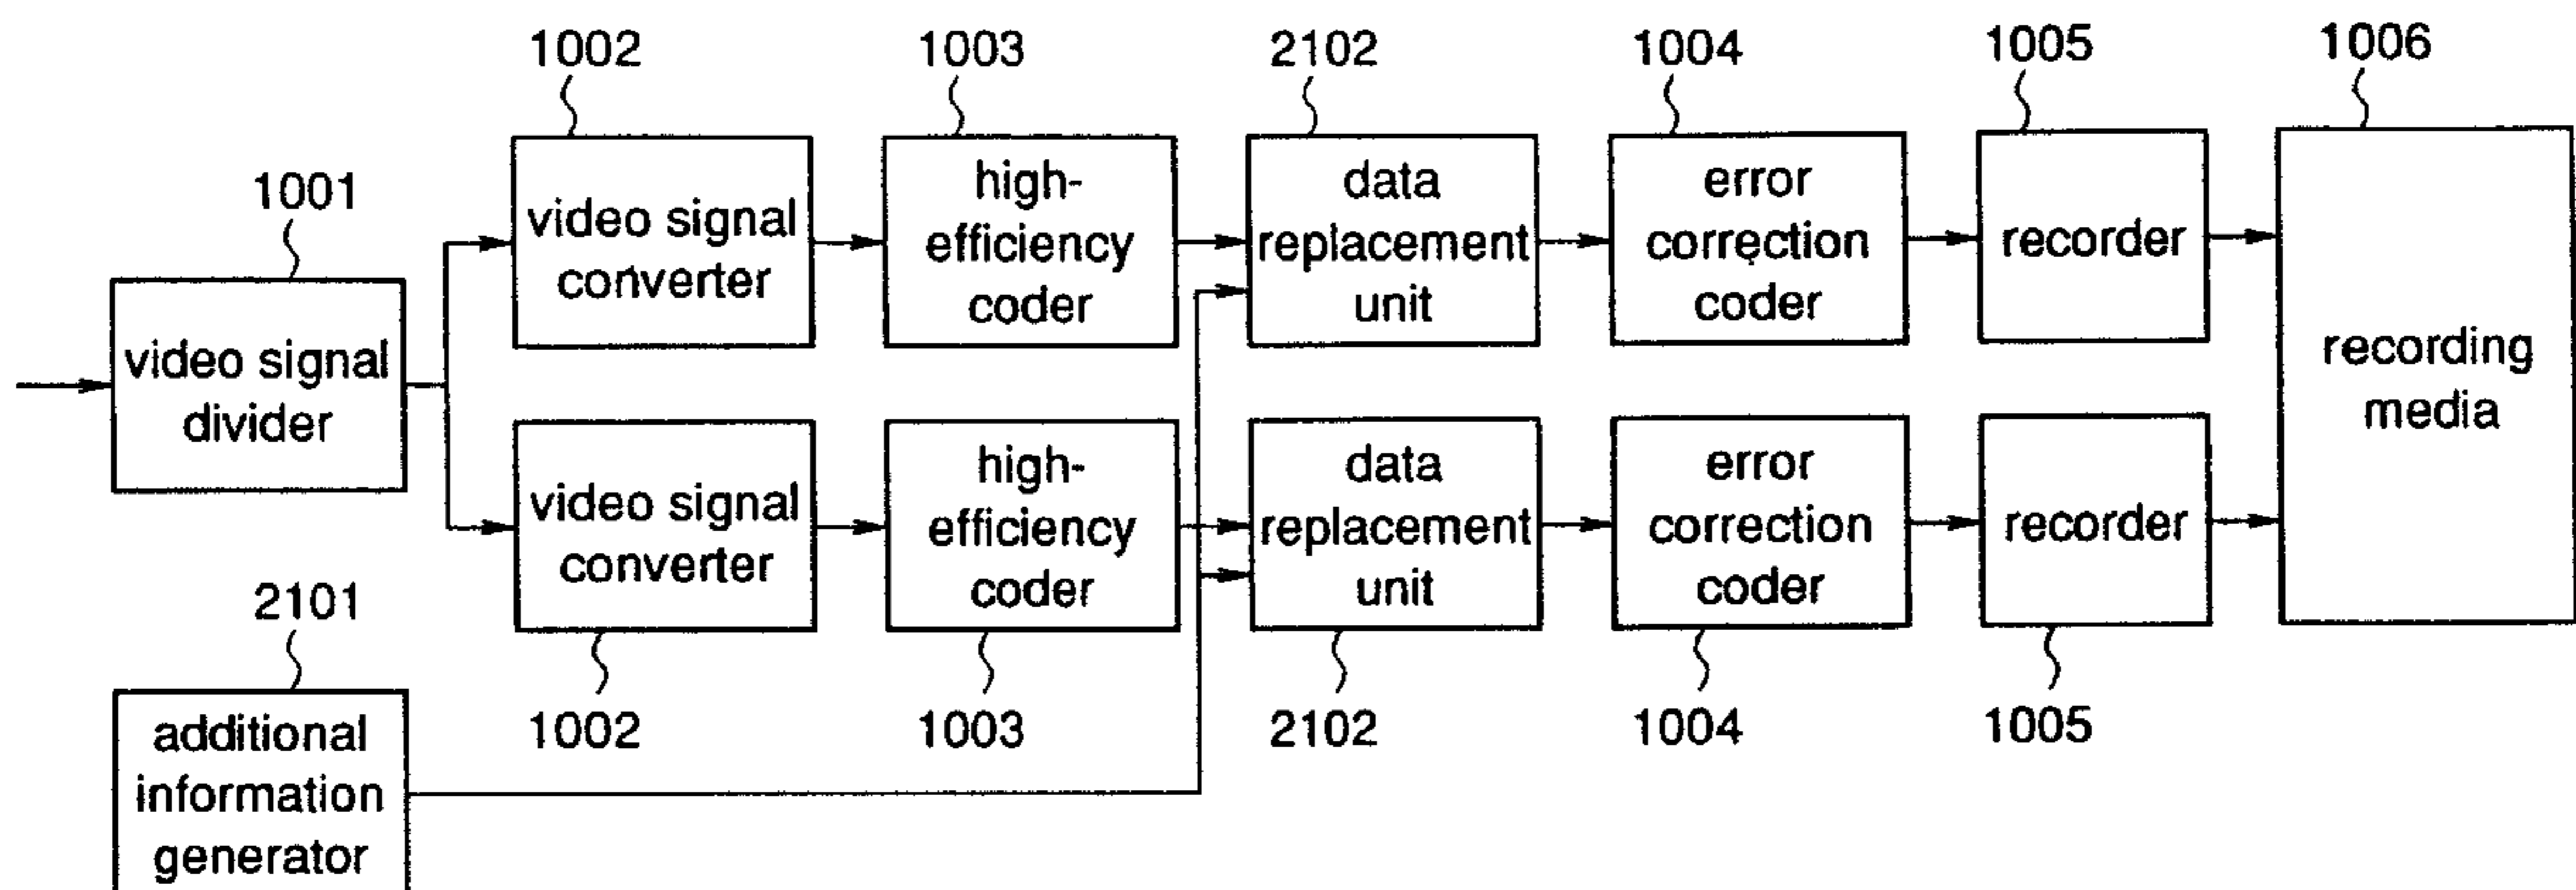 1002
1003
2102
1004
1005
1006
1001
video signal
divider
video signal
converter
high-
efficiency
coder
data
replacement
unit
error
correction
coder
recorder
recording
media
video signal
converter
high-
efficiency
coder
data
replacement
unit
error
correction
coder
recorder
2101
1002
1003
2102
1004
1005
additional
information
generator